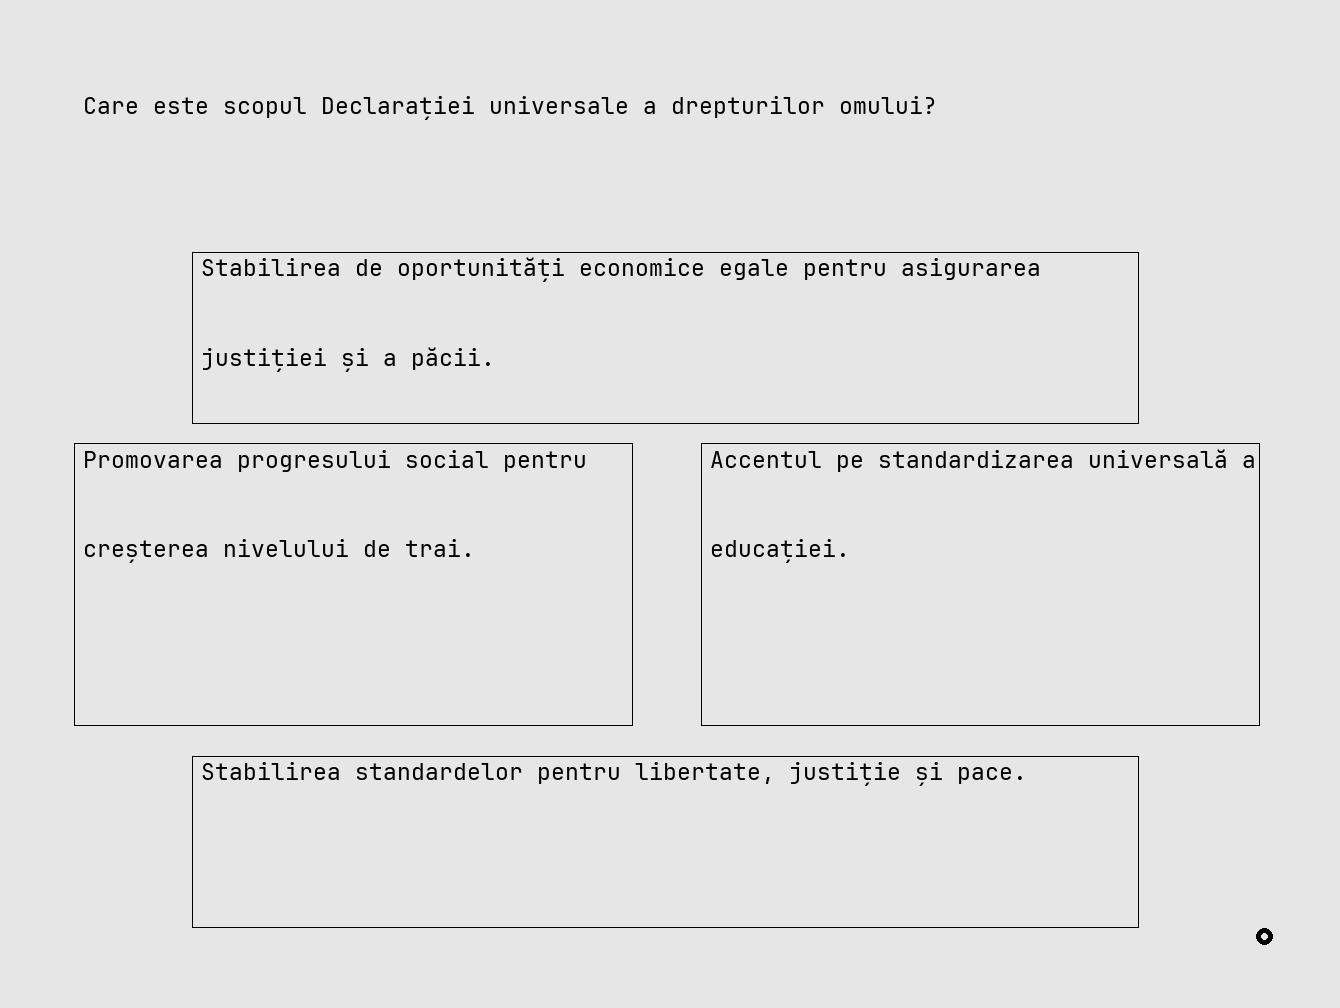 Care este scopul Declarației universale a drepturilor omului?
Stabilirea de oportunități economice egale pentru asigurarea
justiției și a păcii.
Promovarea progresului social pentru
creșterea nivelului de trai.
Accentul pe standardizarea universală a
educației.
Stabilirea standardelor pentru libertate, justiție și pace.